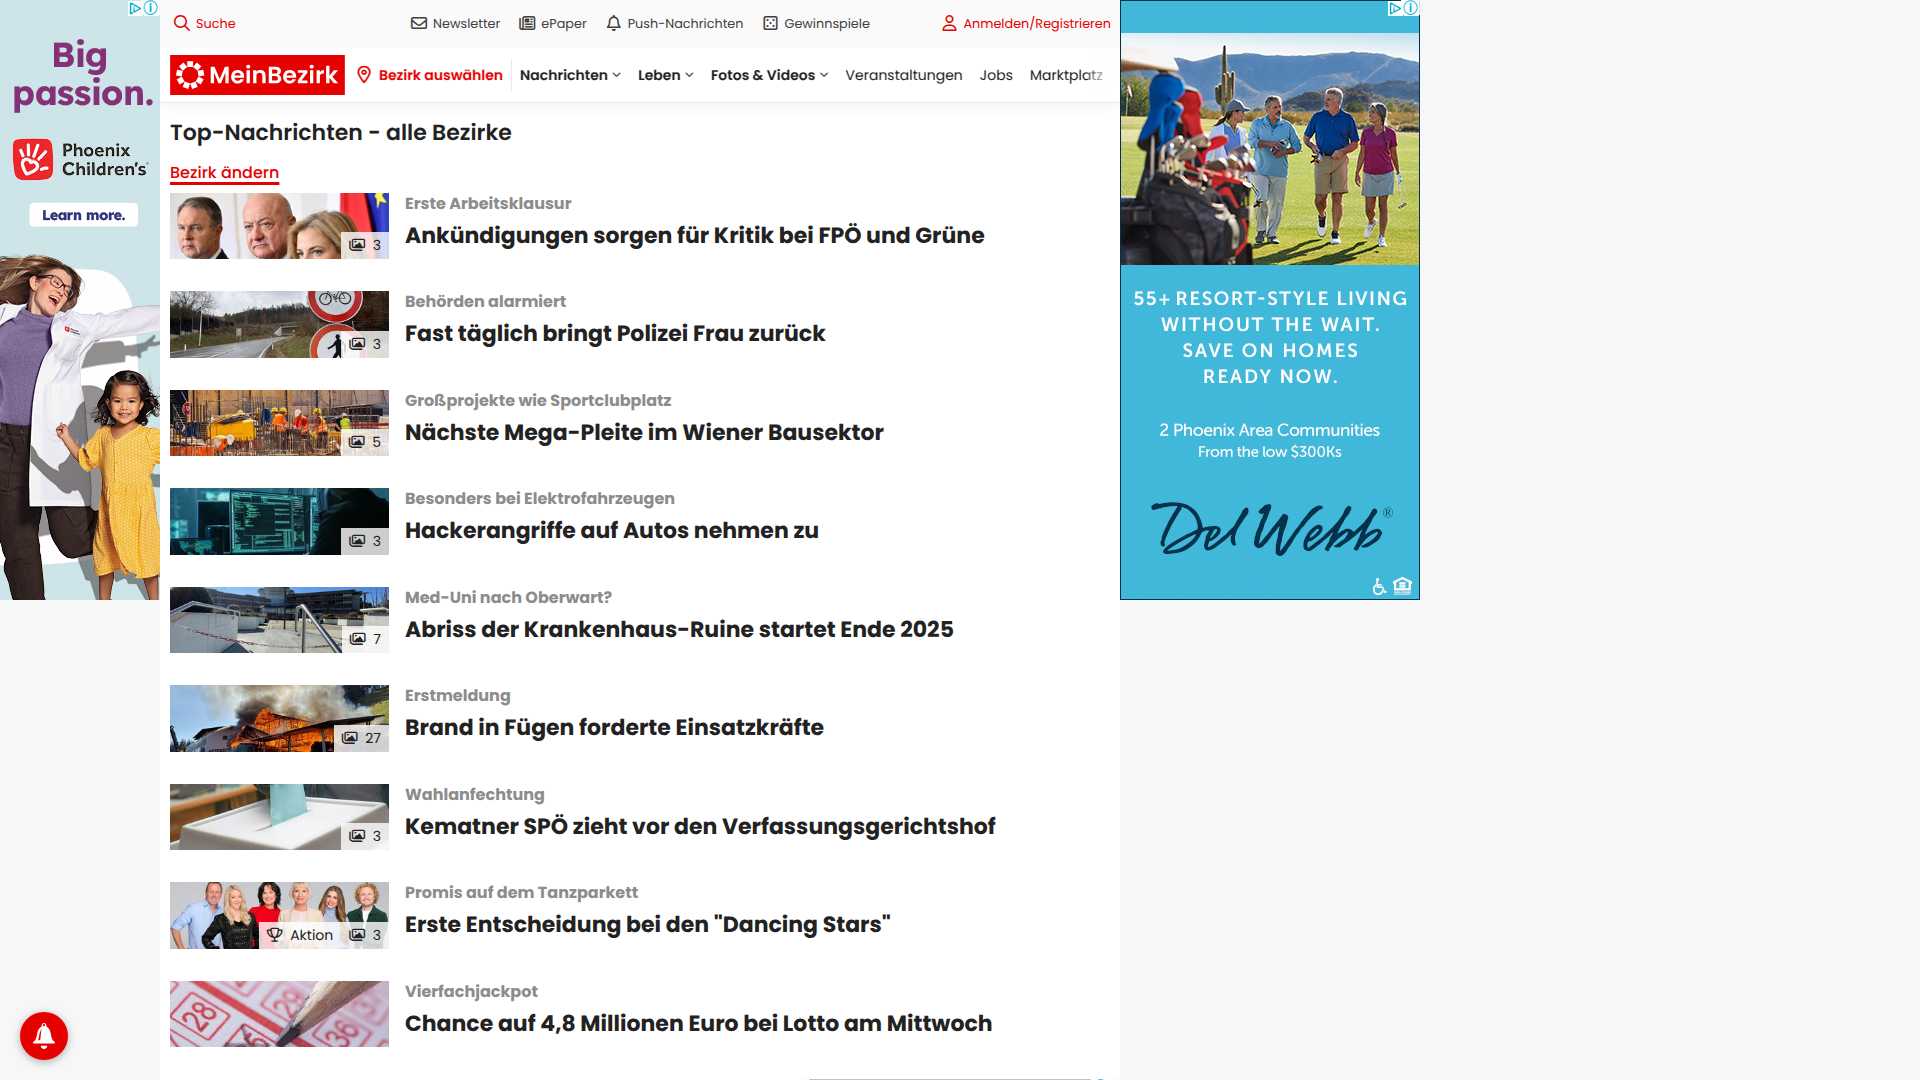 Suche
Newsletter
ePaper
Push-Nachrichten
Gewinnspiele
Anmelden/Registrieren
MeinBezirk
Bezirk auswählen
Nachrichten
Leben
Fotos & Videos
Veranstaltungen
Jobs
Marktplatz
Big
passion.
Phoenix
Children's
Learn more.
Top-Nachrichten - alle Bezirke
Bezirk ändern
3
Erste Arbeitsklausur
Ankündigungen sorgen für Kritik bei FPÖ und Grüne
3
Behörden alarmiert
Fast täglich bringt Polizei Frau zurück
5
Großprojekte wie Sportclubplatz
Nächste Mega-Pleite im Wiener Bausektor
3
Besonders bei Elektrofahrzeugen
Hackerangriffe auf Autos nehmen zu
7
Med-Uni nach Oberwart?
Abriss der Krankenhaus-Ruine startet Ende 2025
27
Erstmeldung
Brand in Fügen forderte Einsatzkräfte
3
Wahlanfechtung
Kematner SPÖ zieht vor den Verfassungsgerichtshof
Aktion 3
Promis auf dem Tanzparkett
Erste Entscheidung bei den "Dancing Stars"
28 29 36
Vierfachjackpot
Chance auf 4,8 Millionen Euro bei Lotto am Mittwoch
55+ RESORT-STYLE LIVING
WITHOUT THE WAIT.
SAVE ON HOMES
READY NOW.
2 Phoenix Area Communities
From the low $300Ks
Del Webb®